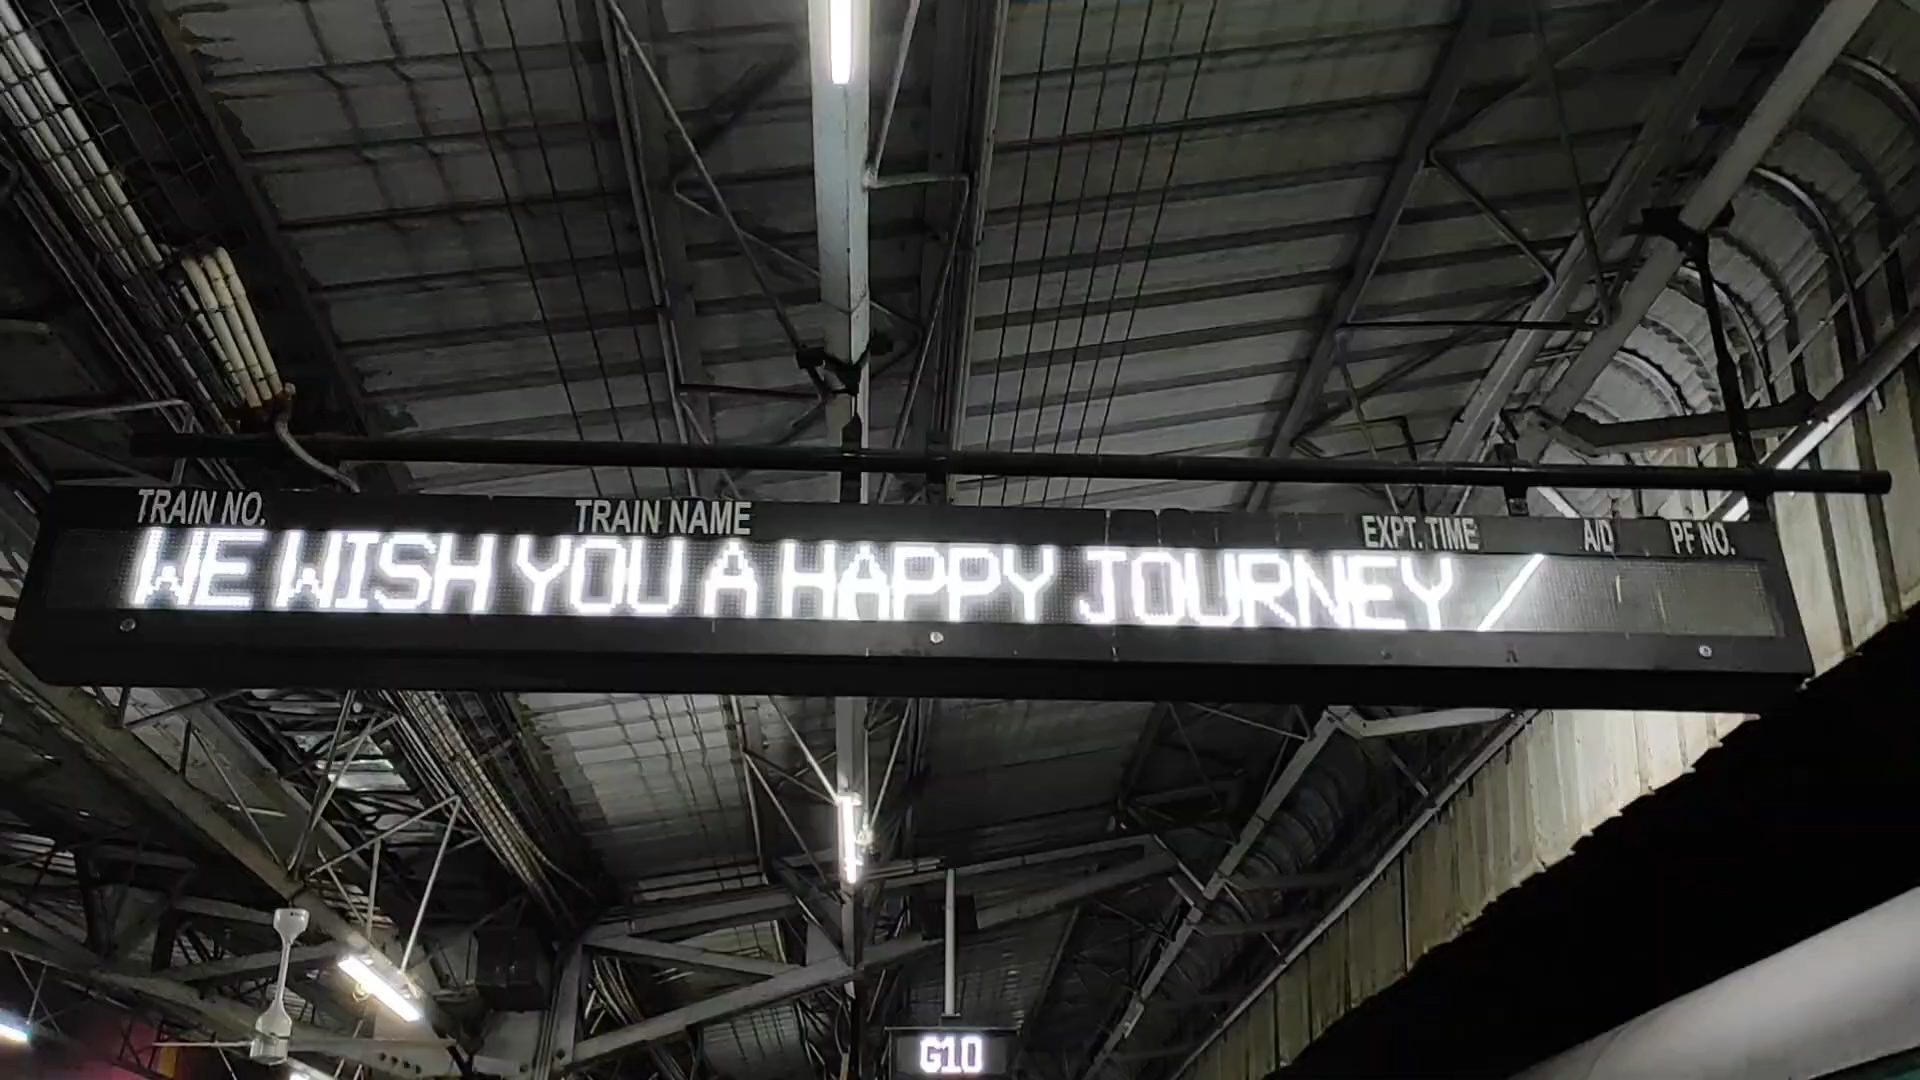 TRAIN NO. TRAIN NAME EXPT. TIME A/D PF NO.
WE WISH YOU A HAPPY JOURNEY /
G10